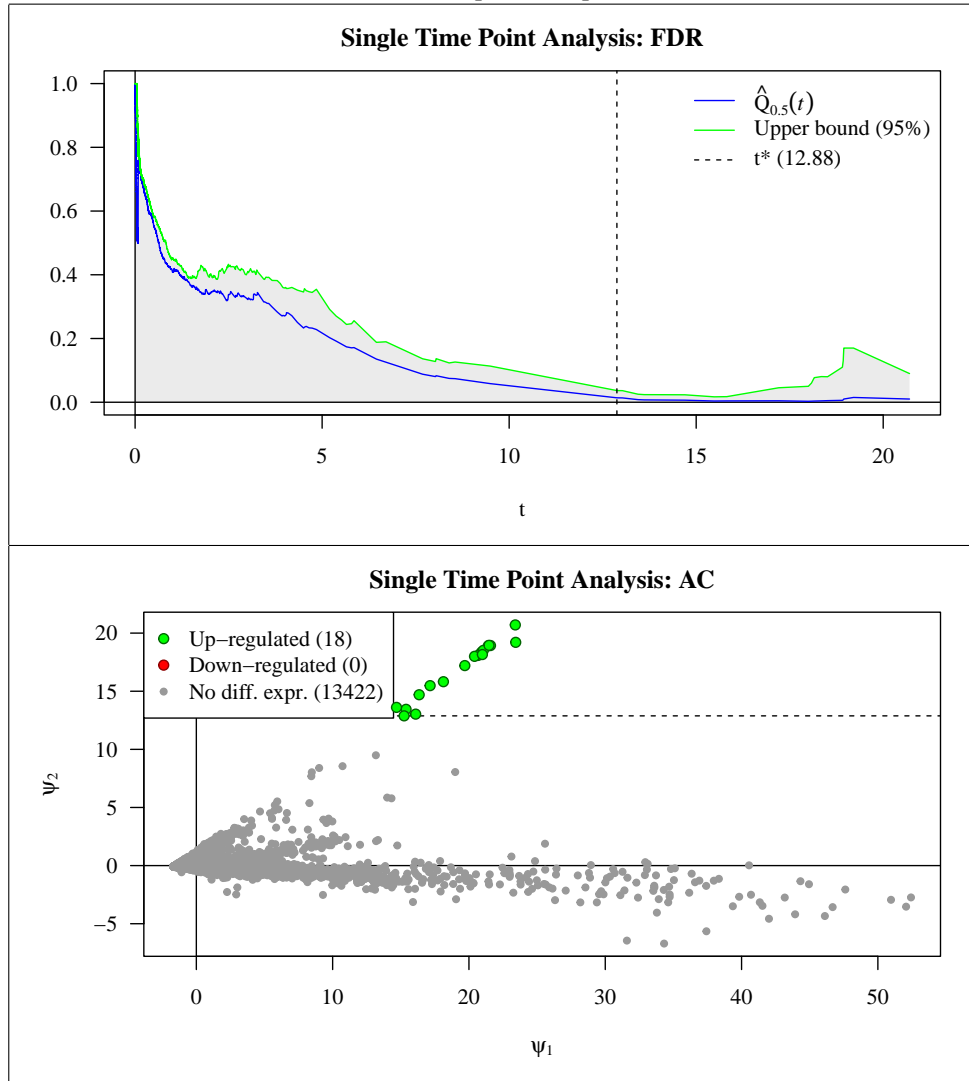 Single Time Point Analysis: FDR
Q̂0.5(t)
Upper bound (95%)
t* (12.88)
1.0
0.8
0.6
0.4
0.2
0.0
0 5 10 15 20
t
Single Time Point Analysis: AC
Up−regulated (18)
Down−regulated (0)
No diff. expr. (13422)
20
15
10
5
0
−5
ψ2
0 10 20 30 40 50
ψ1